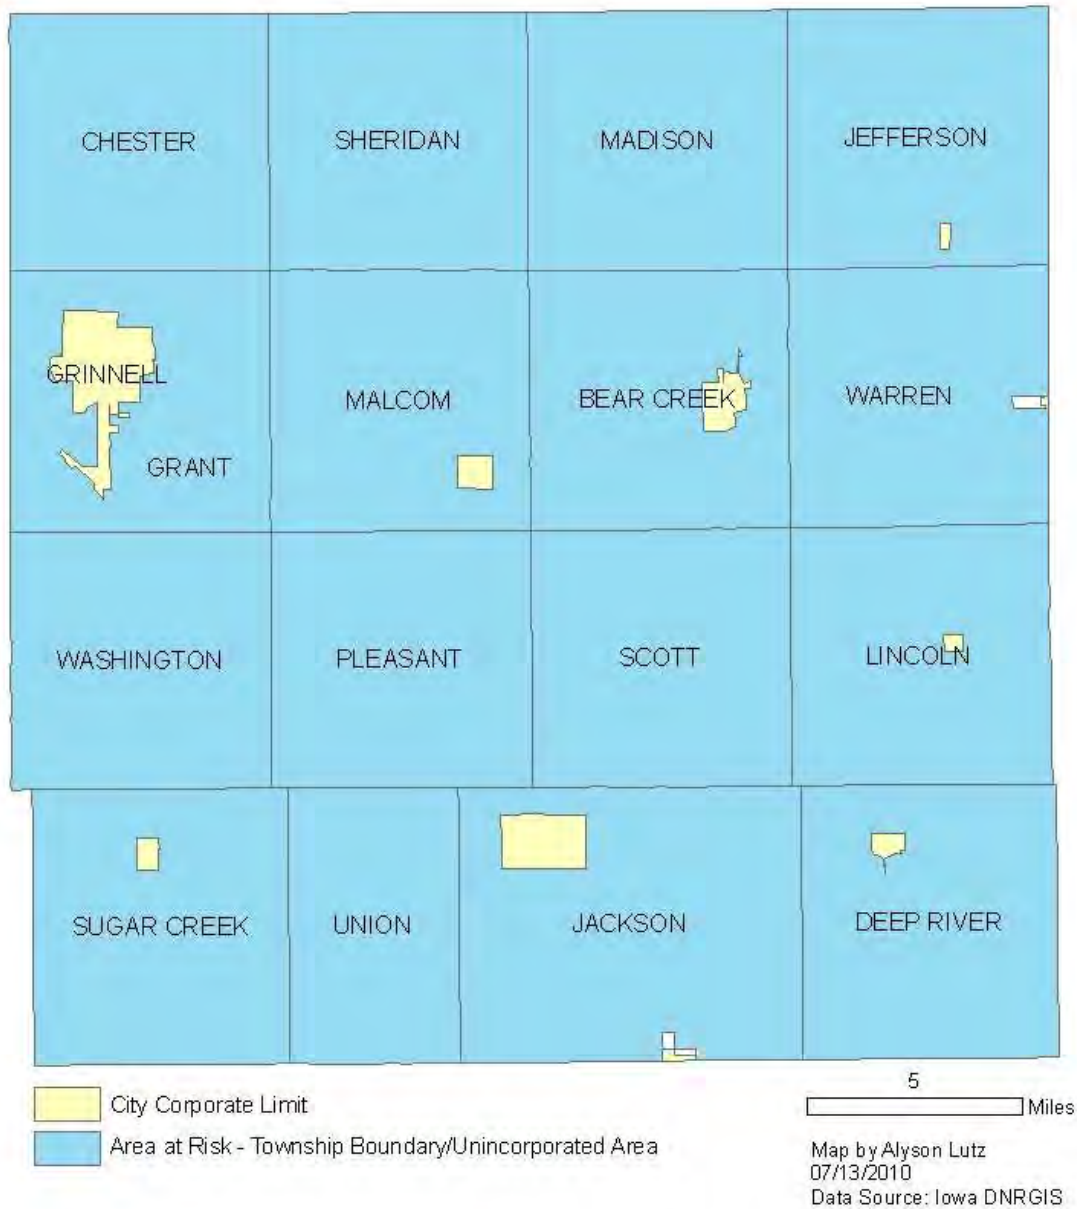 CHESTER
SHERIDAN
MADISON
JEFFERSON
GRINNELL
MALCOM
BEAR CREEK
WARREN
GRANT
WASHINGTON
PLEASANT
SCOTT
LINCOLN
SUGAR CREEK
UNION
JACKSON
DEEP RIVER
City Corporate Limit
Area at Risk - Township Boundary/Unincorporated Area
5
Miles
Map by Alyson Lutz
07/13/2010
Data Source: Iowa DNRGIS